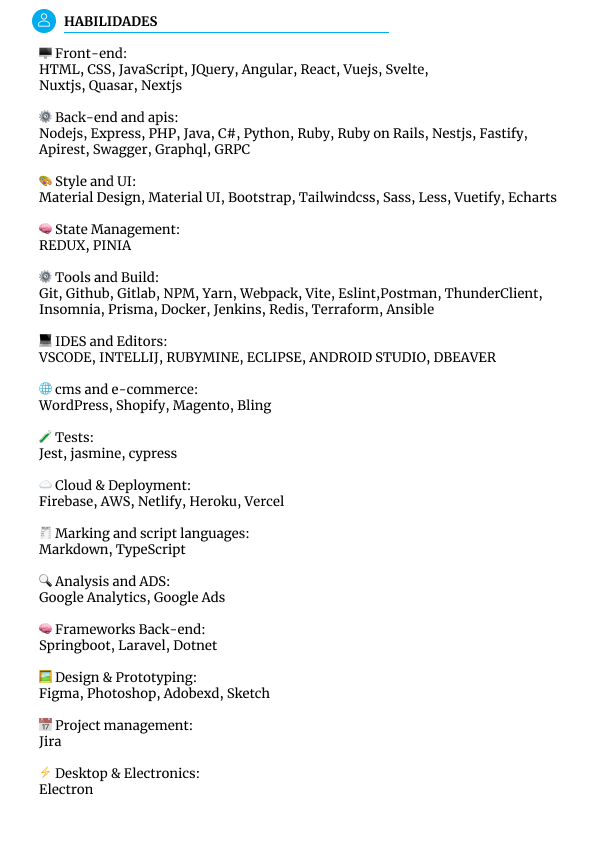 HABILIDADES
🖥️ Front-end:
HTML, CSS, JavaScript, JQuery, Angular, React, Vuejs, Svelte,
Nuxtjs, Quasar, Nextjs
⚙️ Back-end and apis:
Nodejs, Express, PHP, Java, C#, Python, Ruby, Ruby on Rails, Nestjs, Fastify,
Apirest, Swagger, Graphql, GRPC
🎨 Style and UI:
Material Design, Material UI, Bootstrap, Tailwindcss, Sass, Less, Vuetify, Echarts
🧠 State Management:
REDUX, PINIA
⚙️ Tools and Build:
Git, Github, Gitlab, NPM, Yarn, Webpack, Vite, Eslint,Postman, ThunderClient,
Insomnia, Prisma, Docker, Jenkins, Redis, Terraform, Ansible
💻 IDES and Editors:
VSCODE, INTELLIJ, RUBYMINE, ECLIPSE, ANDROID STUDIO, DBEAVER
🌐 cms and e-commerce:
WordPress, Shopify, Magento, Bling
🧪 Tests:
Jest, jasmine, cypress
☁️ Cloud & Deployment:
Firebase, AWS, Netlify, Heroku, Vercel
🗒️ Marking and script languages:
Markdown, TypeScript
🔍 Analysis and ADS:
Google Analytics, Google Ads
🧠 Frameworks Back-end:
Springboot, Laravel, Dotnet
🖼️ Design & Prototyping:
Figma, Photoshop, Adobexd, Sketch
📅 Project management:
Jira
⚡ Desktop & Electronics:
Electron